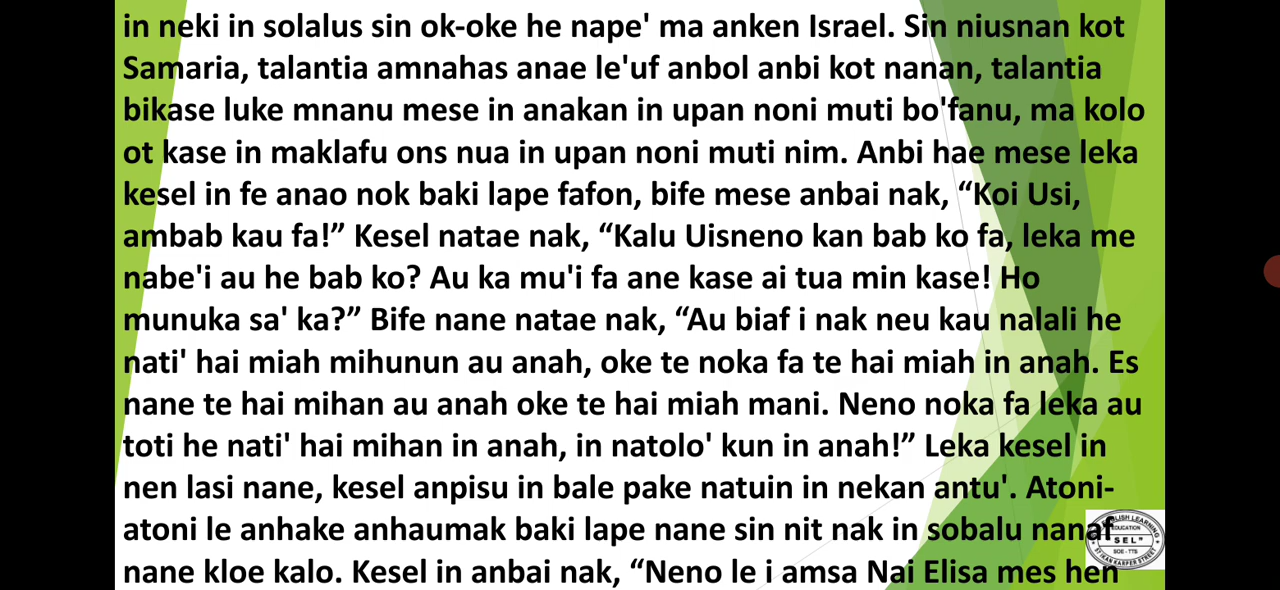 in neki in solalus sin ok-oke he nape' ma anken Israel. Sin niusnan kot
Samaria, talantia amnahas anae le'uf anbol anbi kot nanan, talantia
bikase luke mnanu mese in anakan in upan noni muti bo'fanu, ma kolo
ot kase in maklafu ons nua in upan noni muti nim. Anbi hae mese leka
kesel in fe anao nok baki lape fafon, bife mese anbai nak, “Koi Usi,
ambab kau fa!” Kesel natae nak, “Kalu Uisneno kan bab ko fa, leka me
nabe'i au he bab ko? Au ka mu'i fa ane kase ai tua min kase! Ho
munuka sa' ka?” Bife nane natae nak, “Au biaf i nak neu kau nalali he
nati' hai miah mihunun au anah, oke te noka fa te hai miah in anah. Es
nane te hai mihan au anah oke te hai miah mani. Neno noka fa leka au
toti he nati' hai mihan in anah, in natolo' kun in anah!” Leka kesel in
nen lasi nane, kesel anpisu in bale pake natuin in nekan antu'. Atoni-
atoni le anhake anhaumak baki lape nane sin nit nak in sobalu nanaf
nane kloe kalo. Kesel in anbai nak, “Neno le i amsa Nai Elisa mes hen
ENGLISH LEARNING
EDUCATION
"SEL"
SOE - TTS